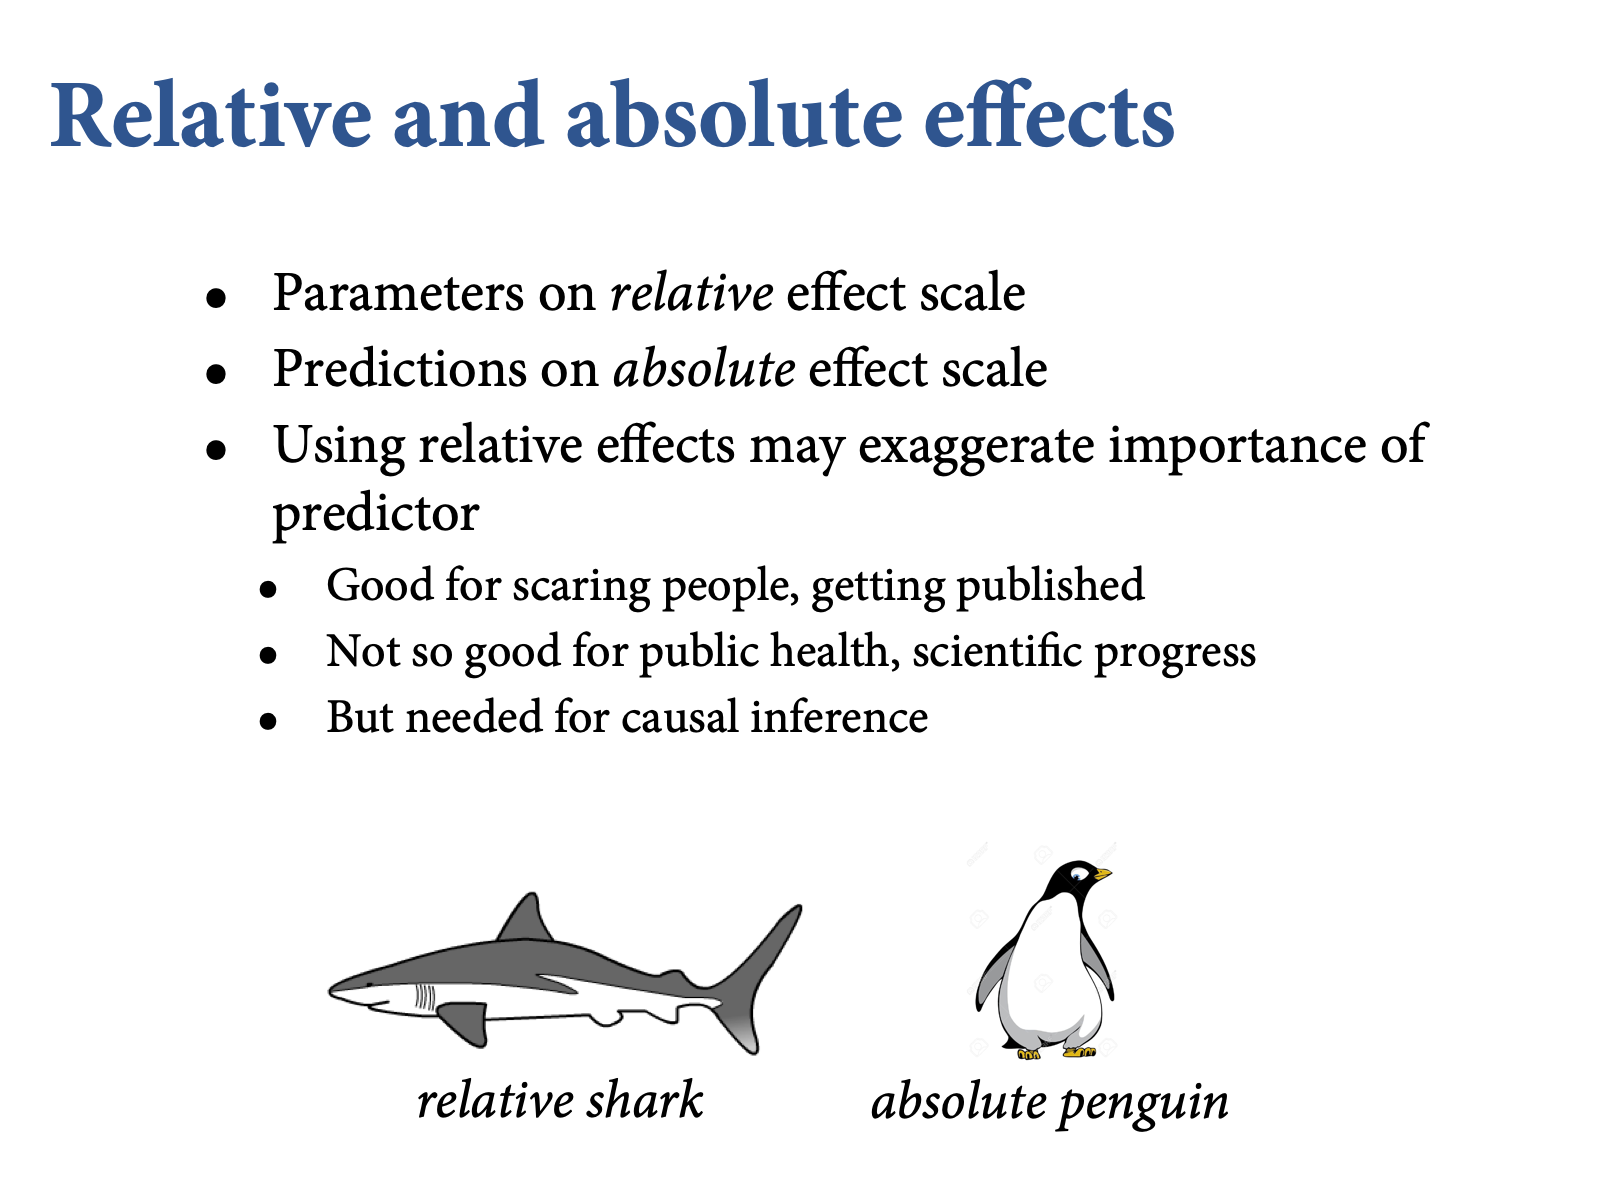 Relative and absolute effects
• Parameters on relative effect scale
• Predictions on absolute effect scale
• Using relative effects may exaggerate importance of
predictor
• Good for scaring people, getting published
• Not so good for public health, scientific progress
• But needed for causal inference
relative shark
absolute penguin